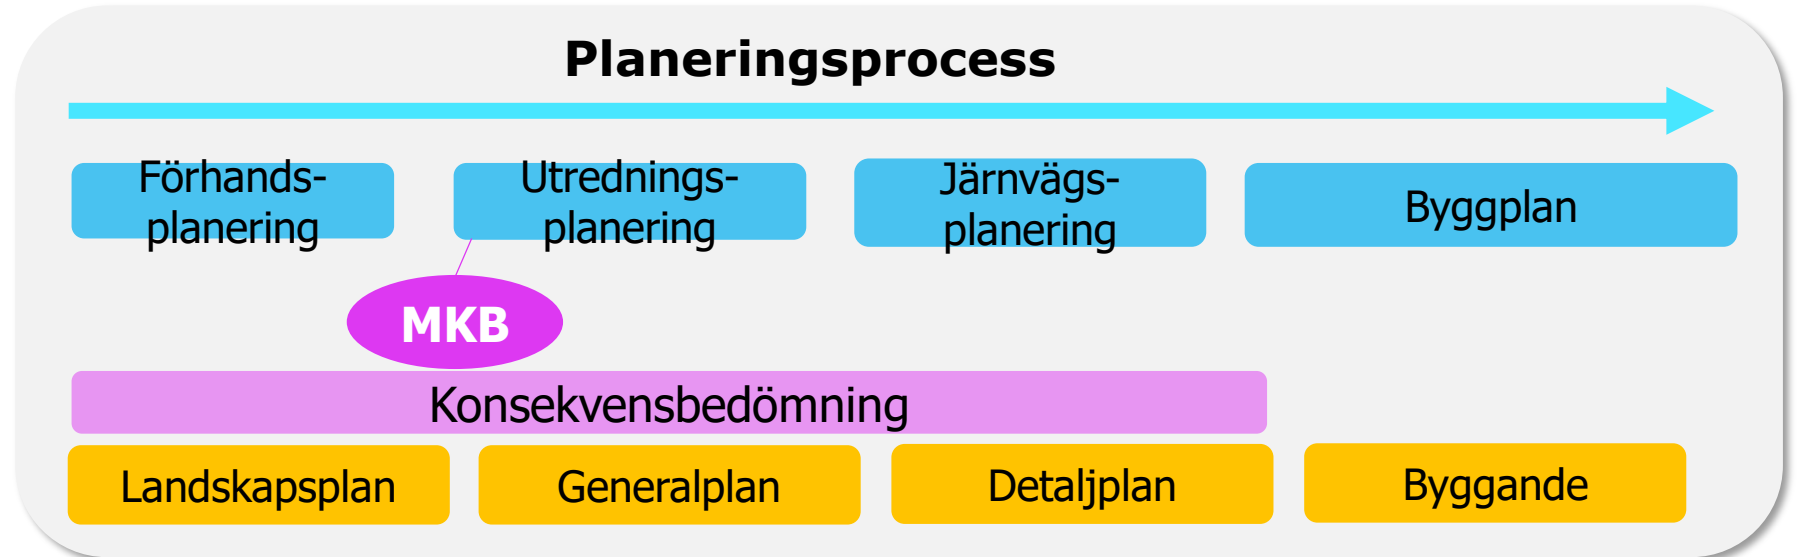 Planeringsprocess
Förhands-
planering
Utrednings-
planering
Järnvägs-
planering
Byggplan
MKB
Konsekvensbedömning
Landskapsplan
Generalplan
Detaljplan
Byggande